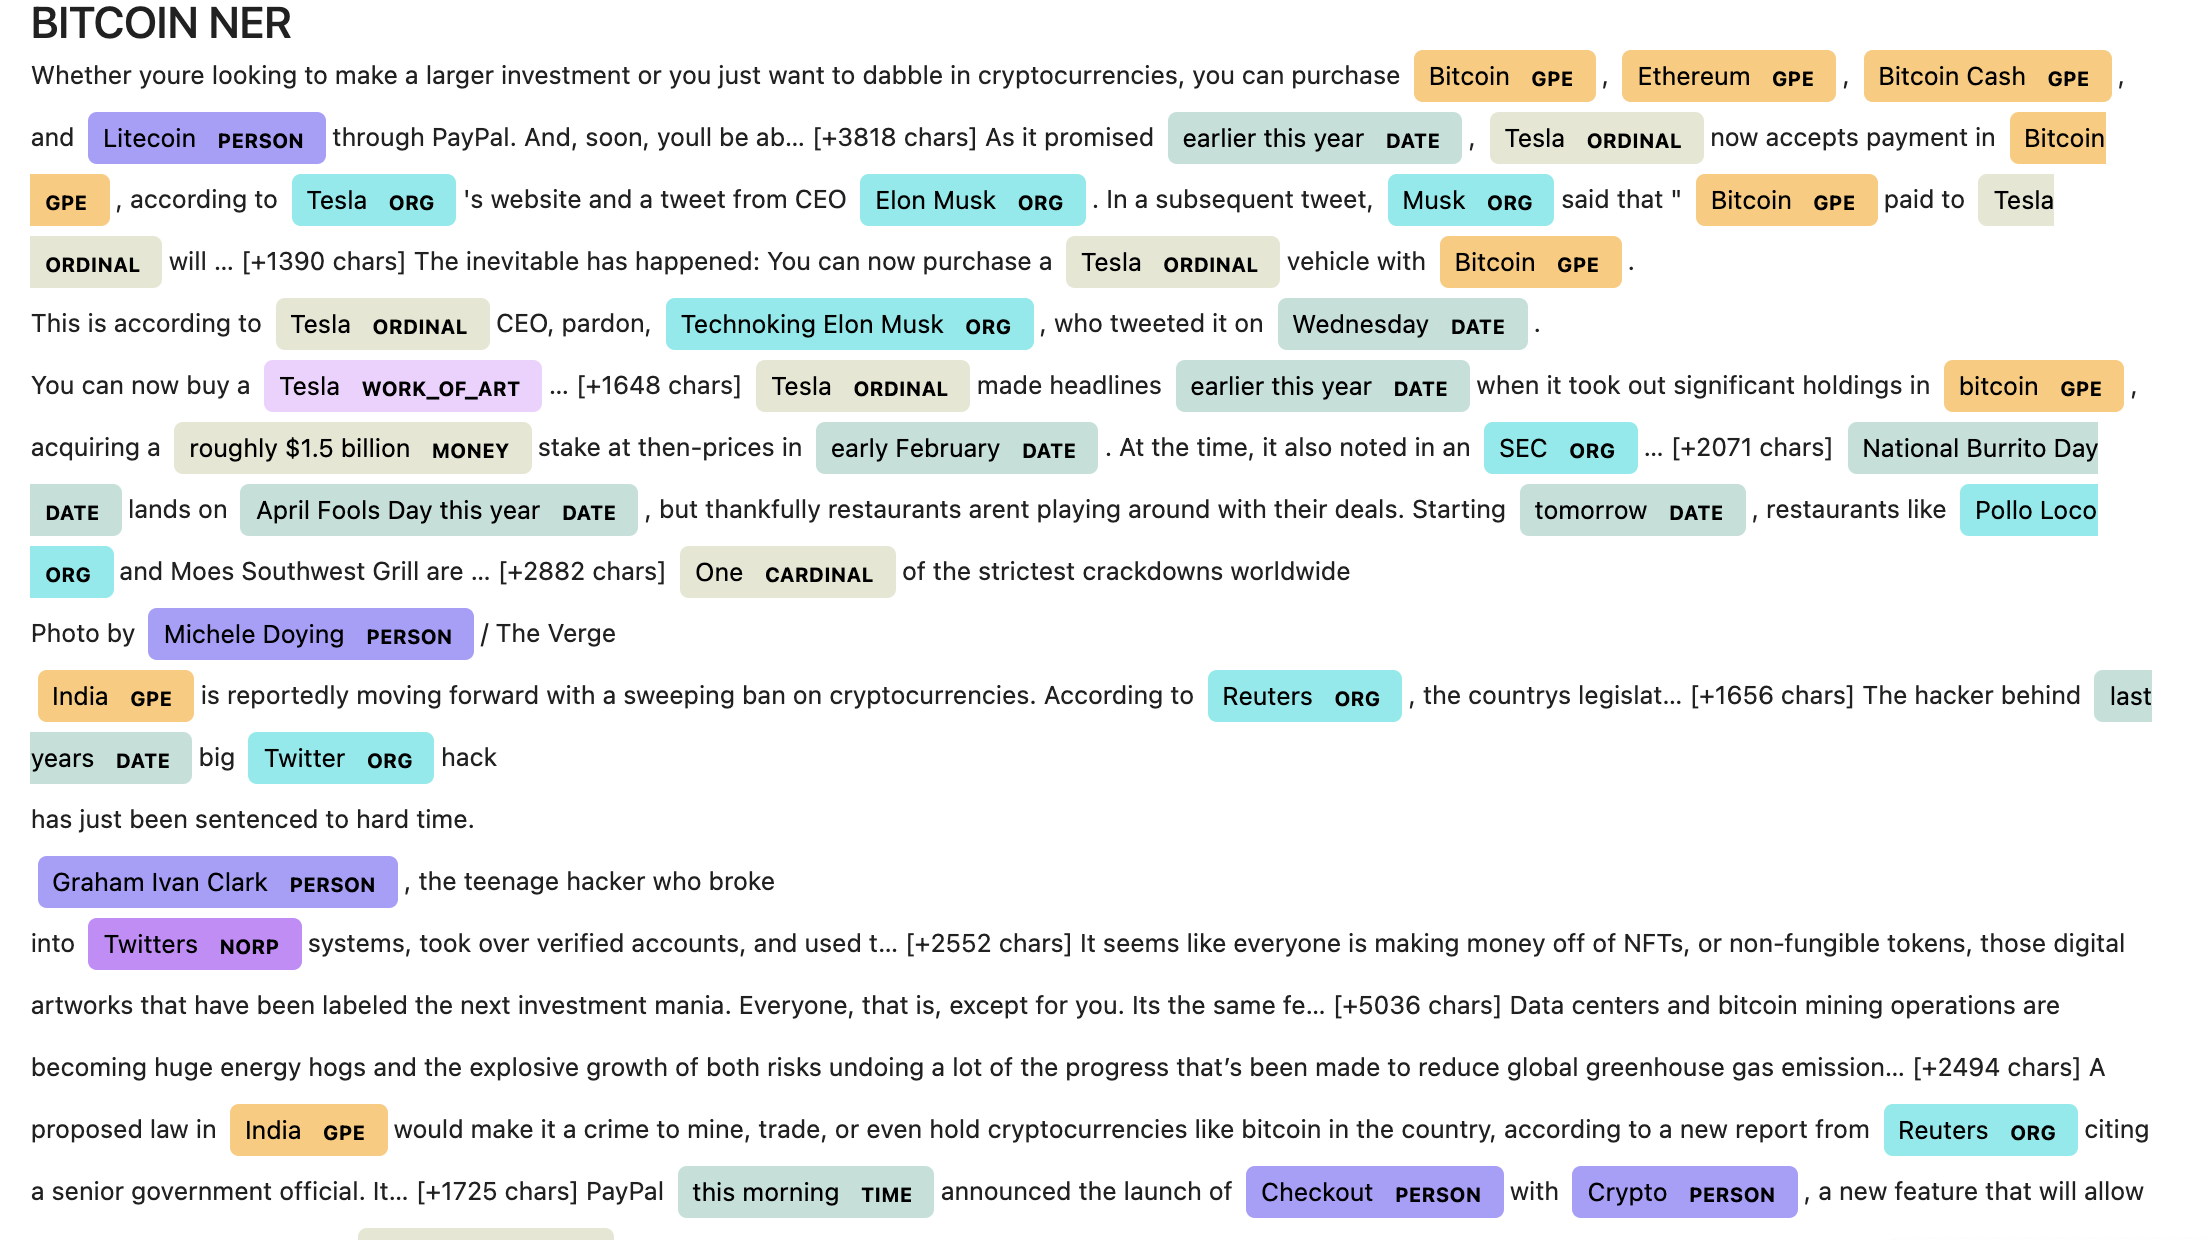 BITCOIN NER
Whether youre looking to make a larger investment or you just want to dabble in cryptocurrencies, you can purchase Bitcoin GPE , Ethereum GPE , Bitcoin Cash GPE ,
and Litecoin PERSON through PayPal. And, soon, youll be ab… [+3818 chars] As it promised earlier this year DATE , Tesla ORDINAL now accepts payment in Bitcoin
GPE , according to Tesla ORG 's website and a tweet from CEO Elon Musk ORG . In a subsequent tweet, Musk ORG said that " Bitcoin GPE paid to Tesla
ORDINAL will … [+1390 chars] The inevitable has happened: You can now purchase a Tesla ORDINAL vehicle with Bitcoin GPE .
This is according to Tesla ORDINAL CEO, pardon, Technoking Elon Musk ORG , who tweeted it on Wednesday DATE .
You can now buy a Tesla WORK_OF_ART … [+1648 chars] Tesla ORDINAL made headlines earlier this year DATE when it took out significant holdings in bitcoin GPE ,
acquiring a roughly $1.5 billion MONEY stake at then-prices in early February DATE . At the time, it also noted in an SEC ORG … [+2071 chars] National Burrito Day
DATE lands on April Fools Day this year DATE , but thankfully restaurants arent playing around with their deals. Starting tomorrow DATE , restaurants like Pollo Loco
ORG and Moes Southwest Grill are … [+2882 chars] One CARDINAL of the strictest crackdowns worldwide
Photo by Michele Doying PERSON / The Verge
India GPE is reportedly moving forward with a sweeping ban on cryptocurrencies. According to Reuters ORG , the countrys legislat… [+1656 chars] The hacker behind last
years DATE big Twitter ORG hack
has just been sentenced to hard time.
Graham Ivan Clark PERSON , the teenage hacker who broke
into Twitters NORP systems, took over verified accounts, and used t… [+2552 chars] It seems like everyone is making money off of NFTs, or non-fungible tokens, those digital
artworks that have been labeled the next investment mania. Everyone, that is, except for you. Its the same fe… [+5036 chars] Data centers and bitcoin mining operations are
becoming huge energy hogs and the explosive growth of both risks undoing a lot of the progress that’s been made to reduce global greenhouse gas emission… [+2494 chars] A
proposed law in India GPE would make it a crime to mine, trade, or even hold cryptocurrencies like bitcoin in the country, according to a new report from Reuters ORG citing
a senior government official. It… [+1725 chars] PayPal this morning TIME announced the launch of Checkout PERSON with Crypto PERSON , a new feature that will allow